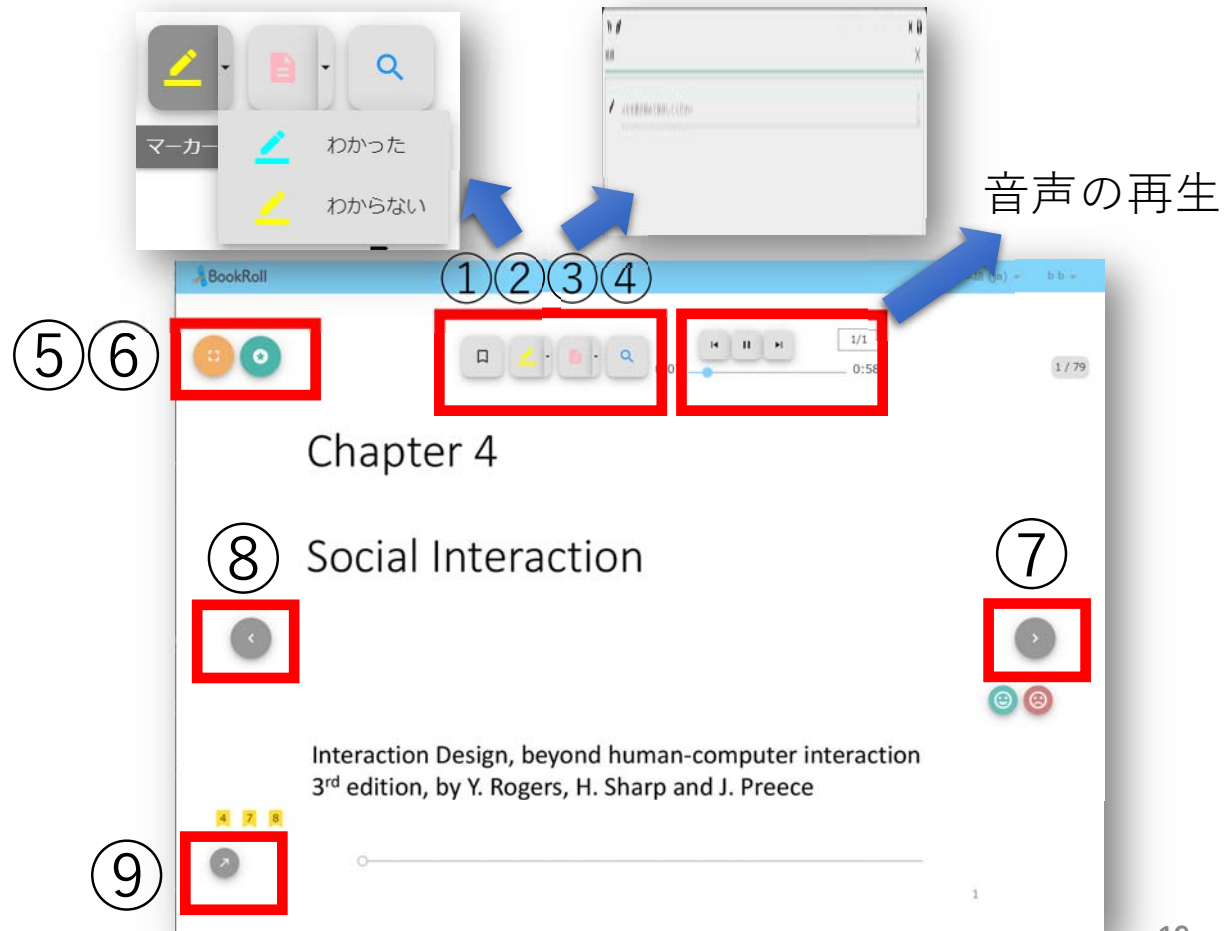 マーカー
わかった
わからない
音声の再生
BookRoll
①②③④
b b
⑤⑥
1/1
0:58
1 / 79
Chapter 4
⑧
Social Interaction
⑦
Interaction Design, beyond human-computer interaction
3rd edition, by Y. Rogers, H. Sharp and J. Preece
4 7 8
⑨
1